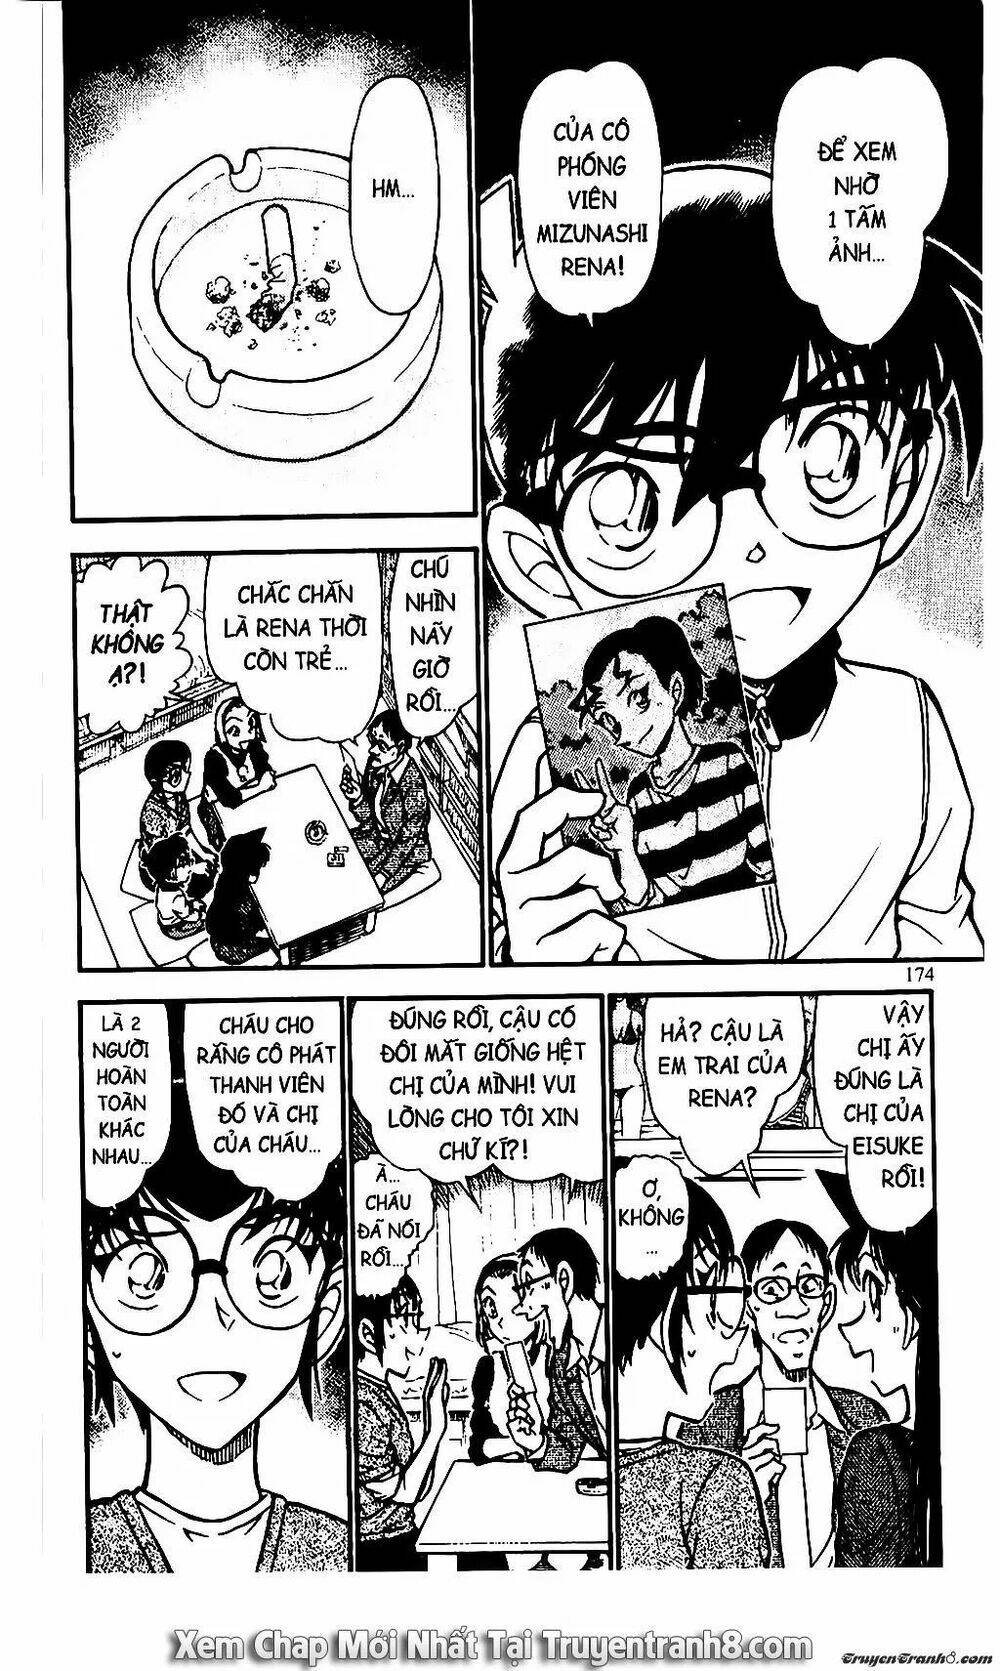 ĐỂ XEM
NHỜ
1 TẤM
ẢNH...
CỦA CÔ
PHÓNG
VIÊN
MIZUNASHI
RENA!
HM...
CHÚ
NHÌN
NÃY
GIỜ
RỒI...
CHẮC CHẮN
LÀ RENA THỜI
CÒN TRẺ...
THẬT
KHÔNG
Ạ?!
174
VẬY
CHỊ ẤY
ĐÚNG LÀ
CHỊ CỦA
EISUKE
RỒI!
HẢ? CẬU LÀ
EM TRAI CỦA
RENA?
Ơ,
KHÔNG
...
ĐÚNG RỒI, CẬU CÓ
ĐÔI MẮT GIỐNG HỆT
CHỊ CỦA MÌNH! VUI
LÒNG CHO TÔI XIN
CHỮ KÍ?!
À...
CHÁU
ĐÃ NÓI
RỒI...
CHÁU CHO
RẰNG CÔ PHÁT
THANH VIÊN
ĐÓ VÀ CHỊ
CỦA CHÁU...
LÀ 2
NGƯỜI
HOÀN
TOÀN
KHÁC
NHAU...
Xem Chap Mới Nhất Tại Truyentranh8.com
TruyenTranh8.com